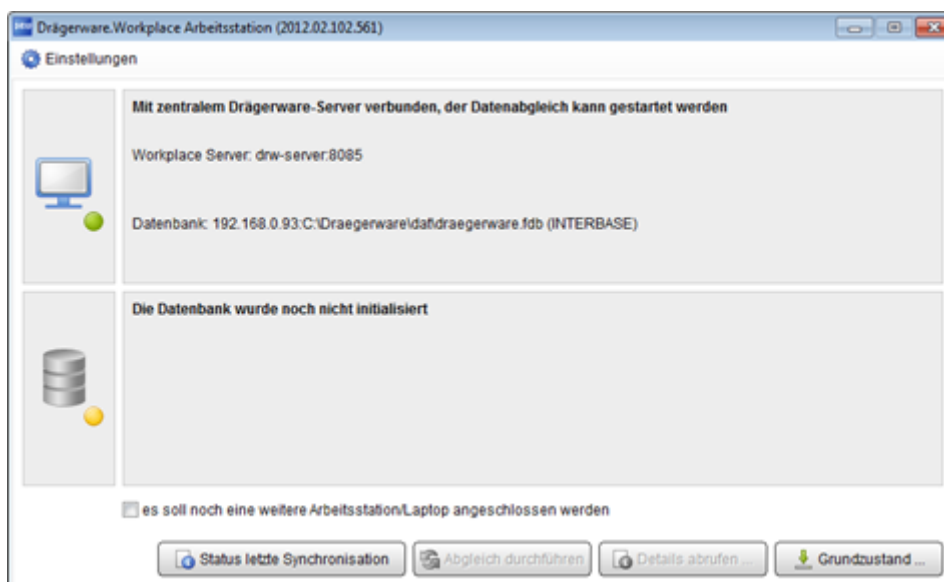 Drägerware.Workplace Arbeitsstation (2012.02.102.561)
Einstellungen
Mit zentralem Drägerware-Server verbunden, der Datenabgleich kann gestartet werden
Workplace Server: drw-server:8085
Datenbank: 192.168.0.93:C:\Draegerware\dat\draegerware.fdb (INTERBASE)
Die Datenbank wurde noch nicht initialisiert
es soll noch eine weitere Arbeitsstation/Laptop angeschlossen werden
Status letzte Synchronisation
Abgleich durchführen
Details abrufen ...
Grundzustand ...